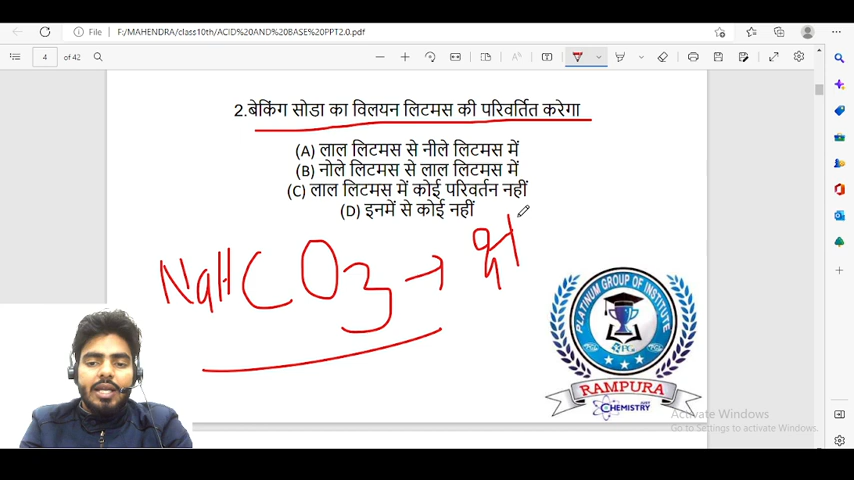 File
F:/MAHENDRA/class10th/ACID%20AND%20BASE%20PPT2.0.pdf
4 of 42
2.बेकिंग सोडा का विलयन लिटमस की परिवर्तित करेगा
(A) लाल लिटमस से नीले लिटमस में
(B) नोले लिटमस से लाल लिटमस में
(C) लाल लिटमस में कोई परिवर्तन नहीं
(D) इनमें से कोई नहीं
NaHCO3 →
PLATINUM GROUP OF INSTITUTE
PG
RAMPURA
CHEMISTRY
Activate Windows
Go to Settings to activate Windows.